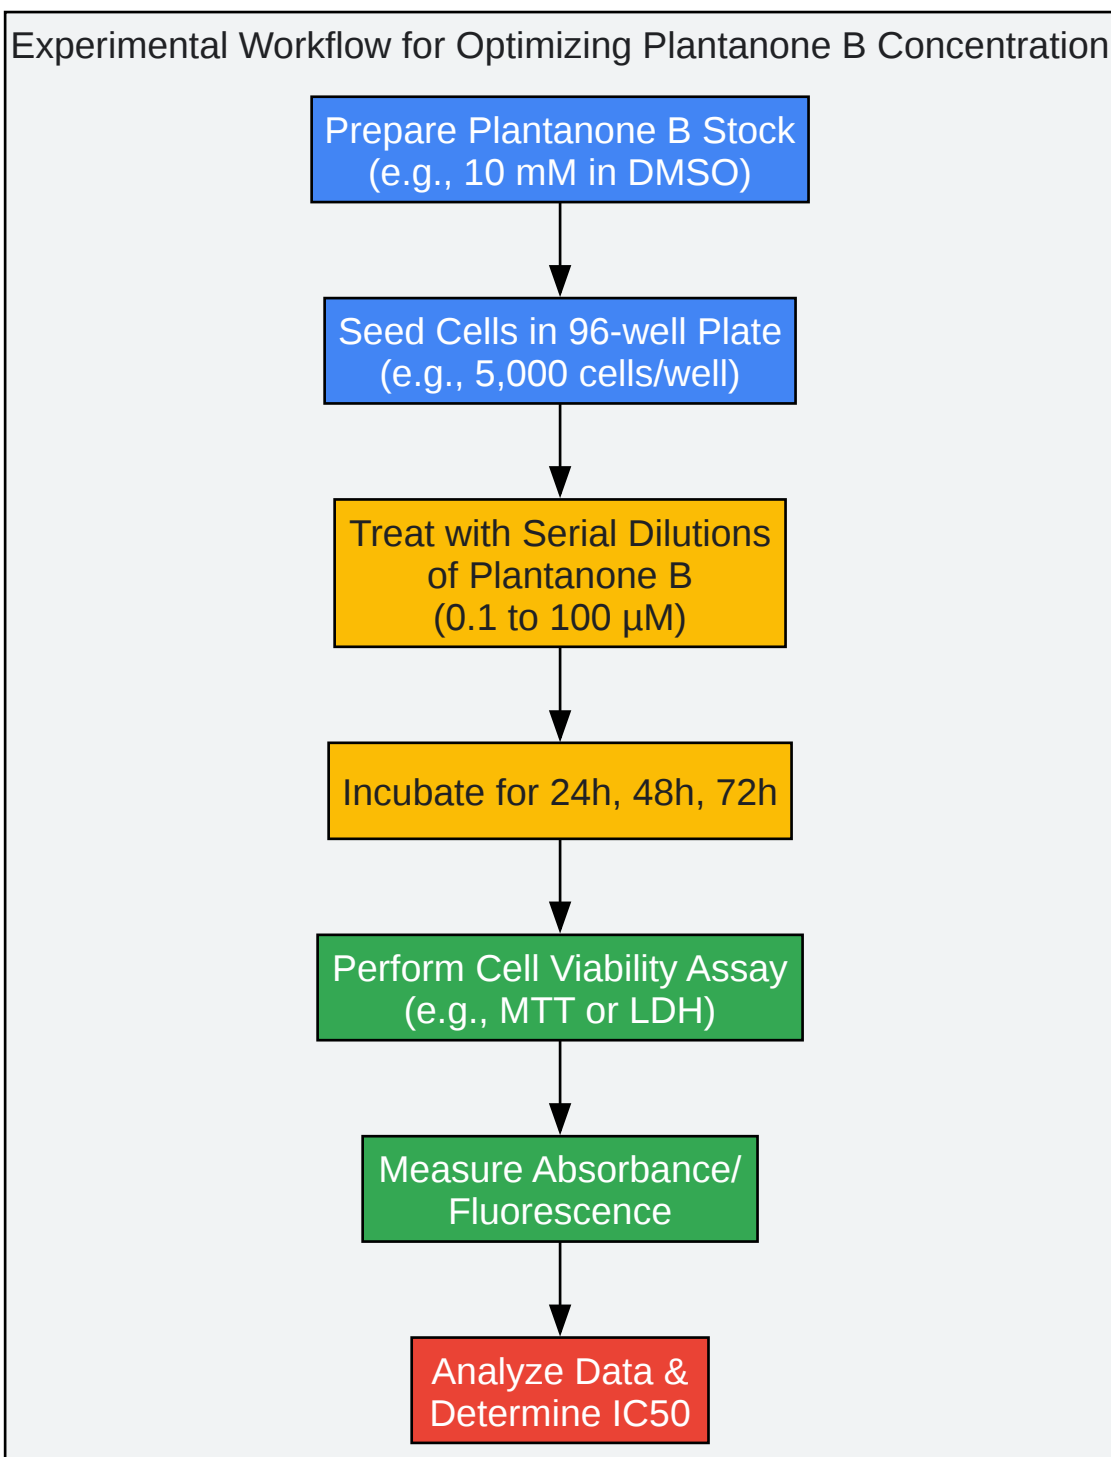 Experimental Workflow for Optimizing Plantanone B Concentration
Prepare Plantanone B Stock
(e.g., 10 mM in DMSO)
Seed Cells in 96-well Plate
(e.g., 5,000 cells/well)
Treat with Serial Dilutions
of Plantanone B
(0.1 to 100 µM)
Incubate for 24h, 48h, 72h
Perform Cell Viability Assay
(e.g., MTT or LDH)
Measure Absorbance/
Fluorescence
Analyze Data &
Determine IC50